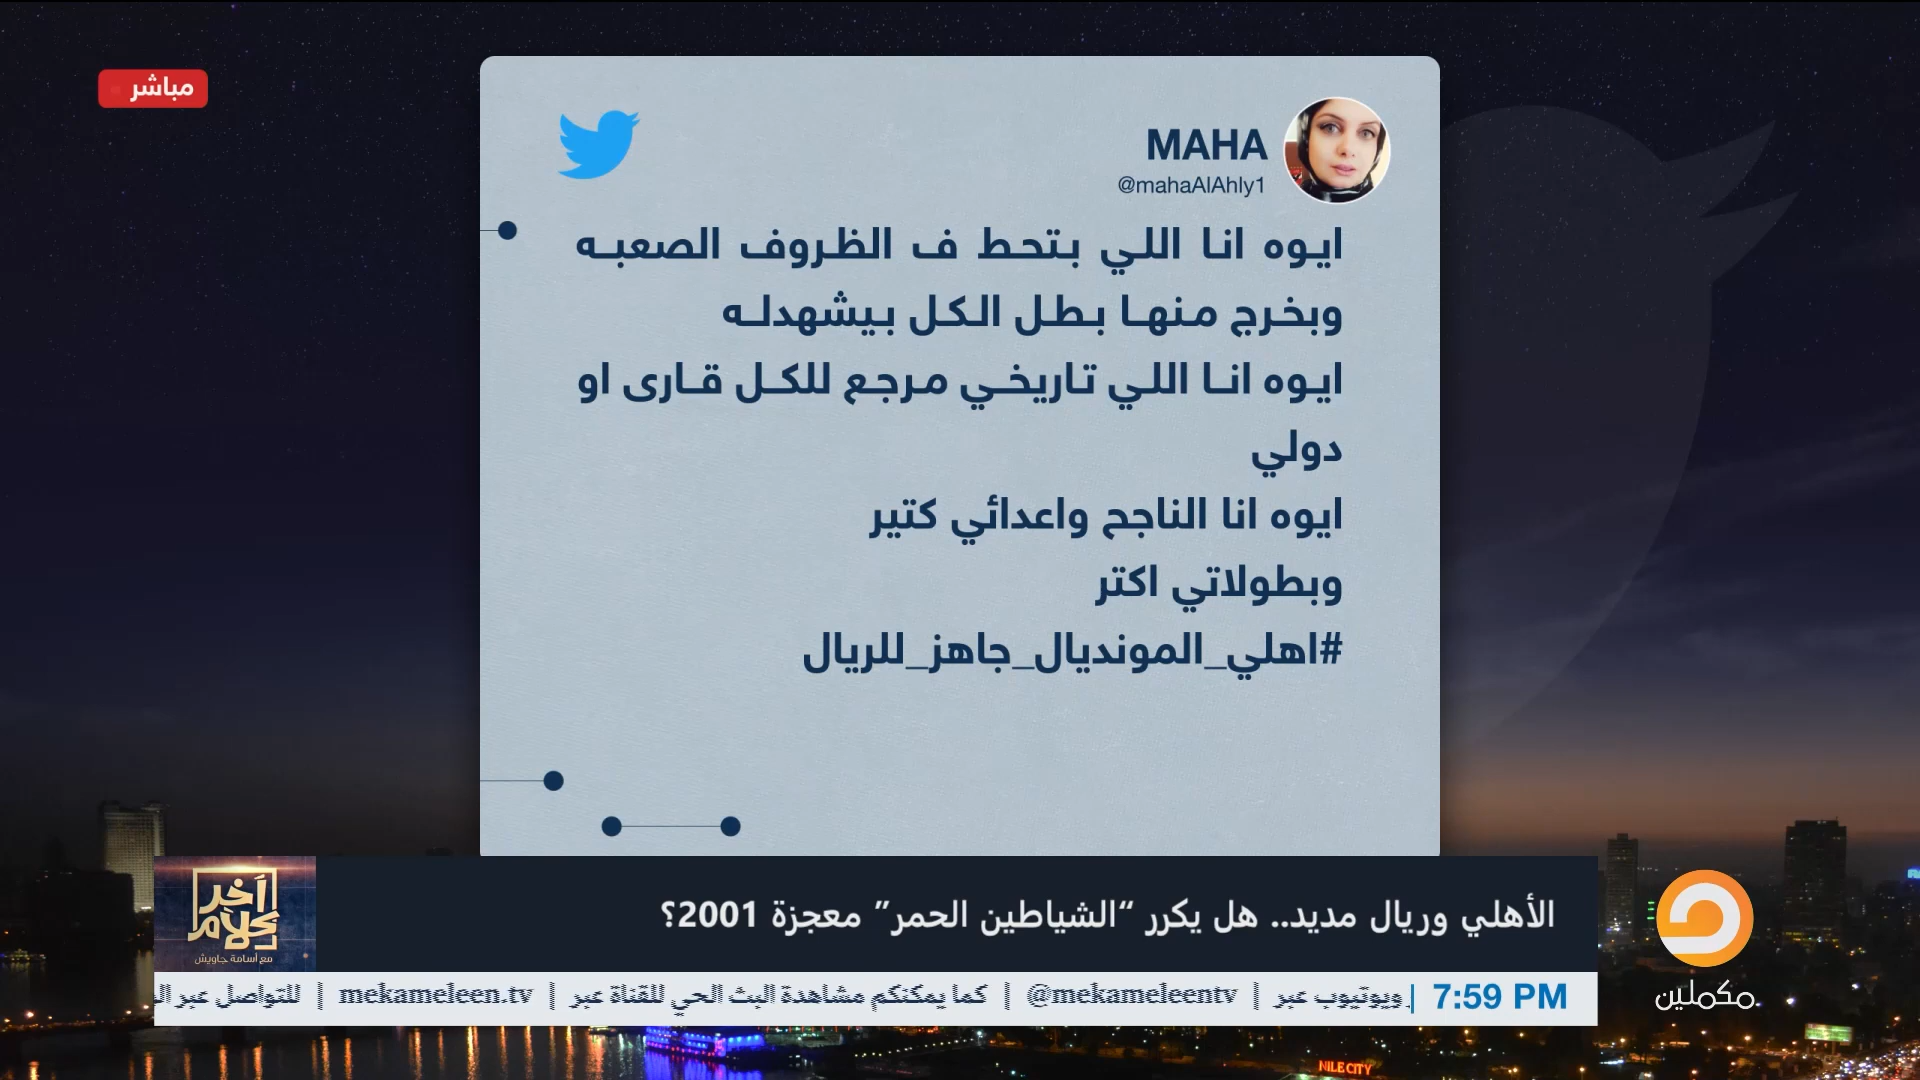 مباشر
MAHA
@mahaAlAhly1
ايوه انا اللي بتحط ف الظروف الصعبه
وبخرج منها بطل الكل بيشهدله
ايوه انا اللي تاريخي مرجع للكل قارى او
دولي
ايوه انا الناجح واعدائي كتير
وبطولاتي اكتر
#اهلي_المونديال_جاهز_للريال
اَخر كلام
مع أسامة جاويش
الأهلي وريال مديد.. هل يكرر “الشياطين الحمر” معجزة 2001؟
مكملين
7:59 PM
ويوتيوب عبر | @mekameleentv | كما يمكنكم مشاهدة البث الحي للقناة عبر | mekameleen.tv | للتواصل عبر
NILE CITY